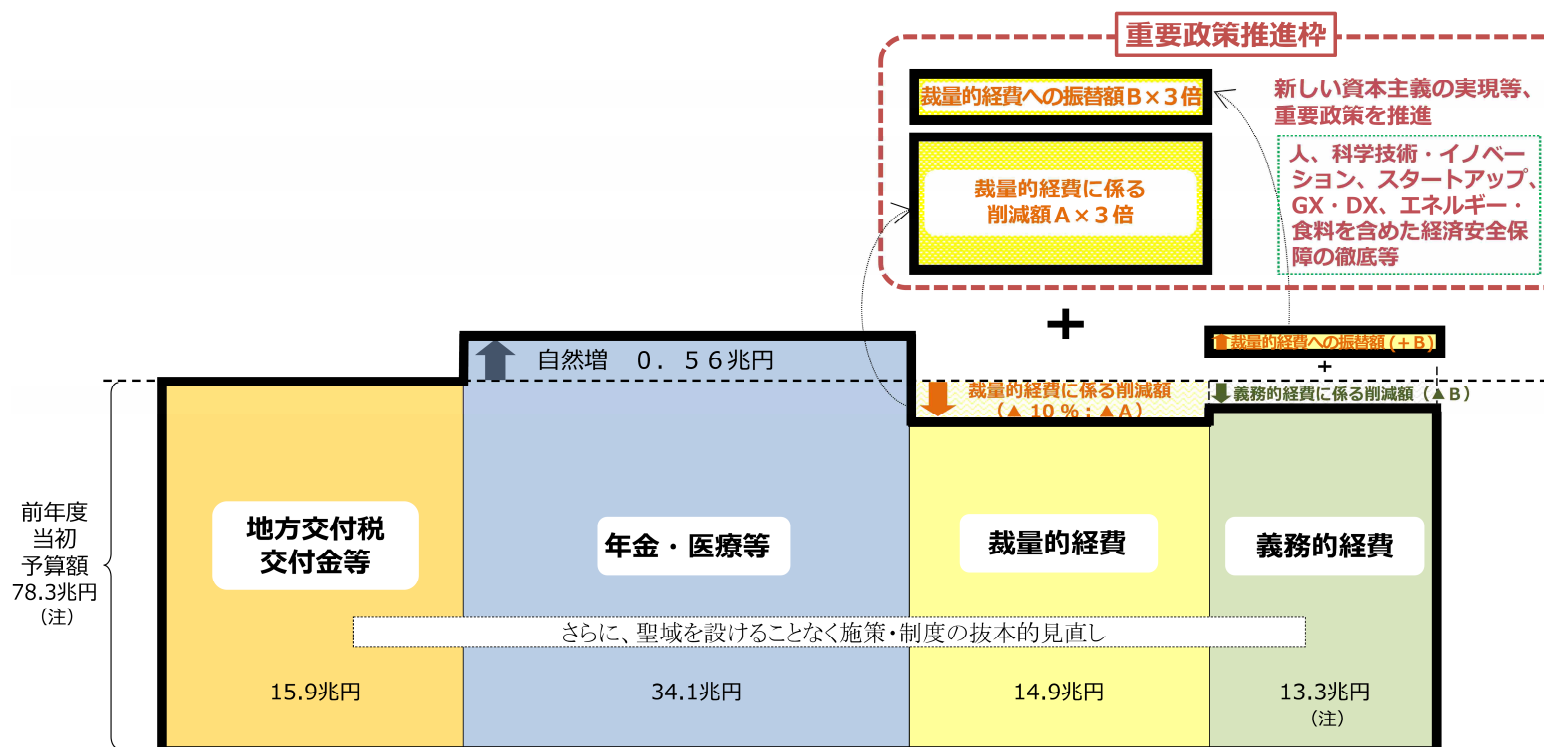 重要政策推進枠
裁量的経費への振替額B×3倍
新しい資本主義の実現等、
重要政策を推進
裁量的経費に係る
削減額A×3倍
人、科学技術・イノベー
ション、スタートアップ、
GX・DX、エネルギー・
食料を含めた経済安全保
障の徹底等
+
自然増　0．56兆円
裁量的経費への振替額(+B)
+
裁量的経費に係る削減額
(▲ 10 % : ▲ A)
義務的経費に係る削減額 (▲ B)
前年度
当初
予算額
78.3兆円
(注)
地方交付税
交付金等
年金・医療等
裁量的経費
義務的経費
さらに、聖域を設けることなく施策・制度の抜本的見直し
15.9兆円
34.1兆円
14.9兆円
13.3兆円
(注)